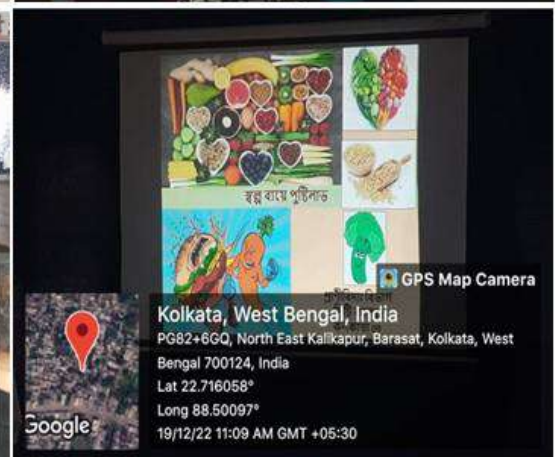 স্বল্প ব্যয়ে পুষ্টিলাভ
GPS Map Camera
Kolkata, West Bengal, India
PG82+6GQ, North East Kalikapur, Barasat, Kolkata, West
Bengal 700124, India
Lat 22.716058°
Long 88.50097°
19/12/22 11:09 AM GMT +05:30
Google